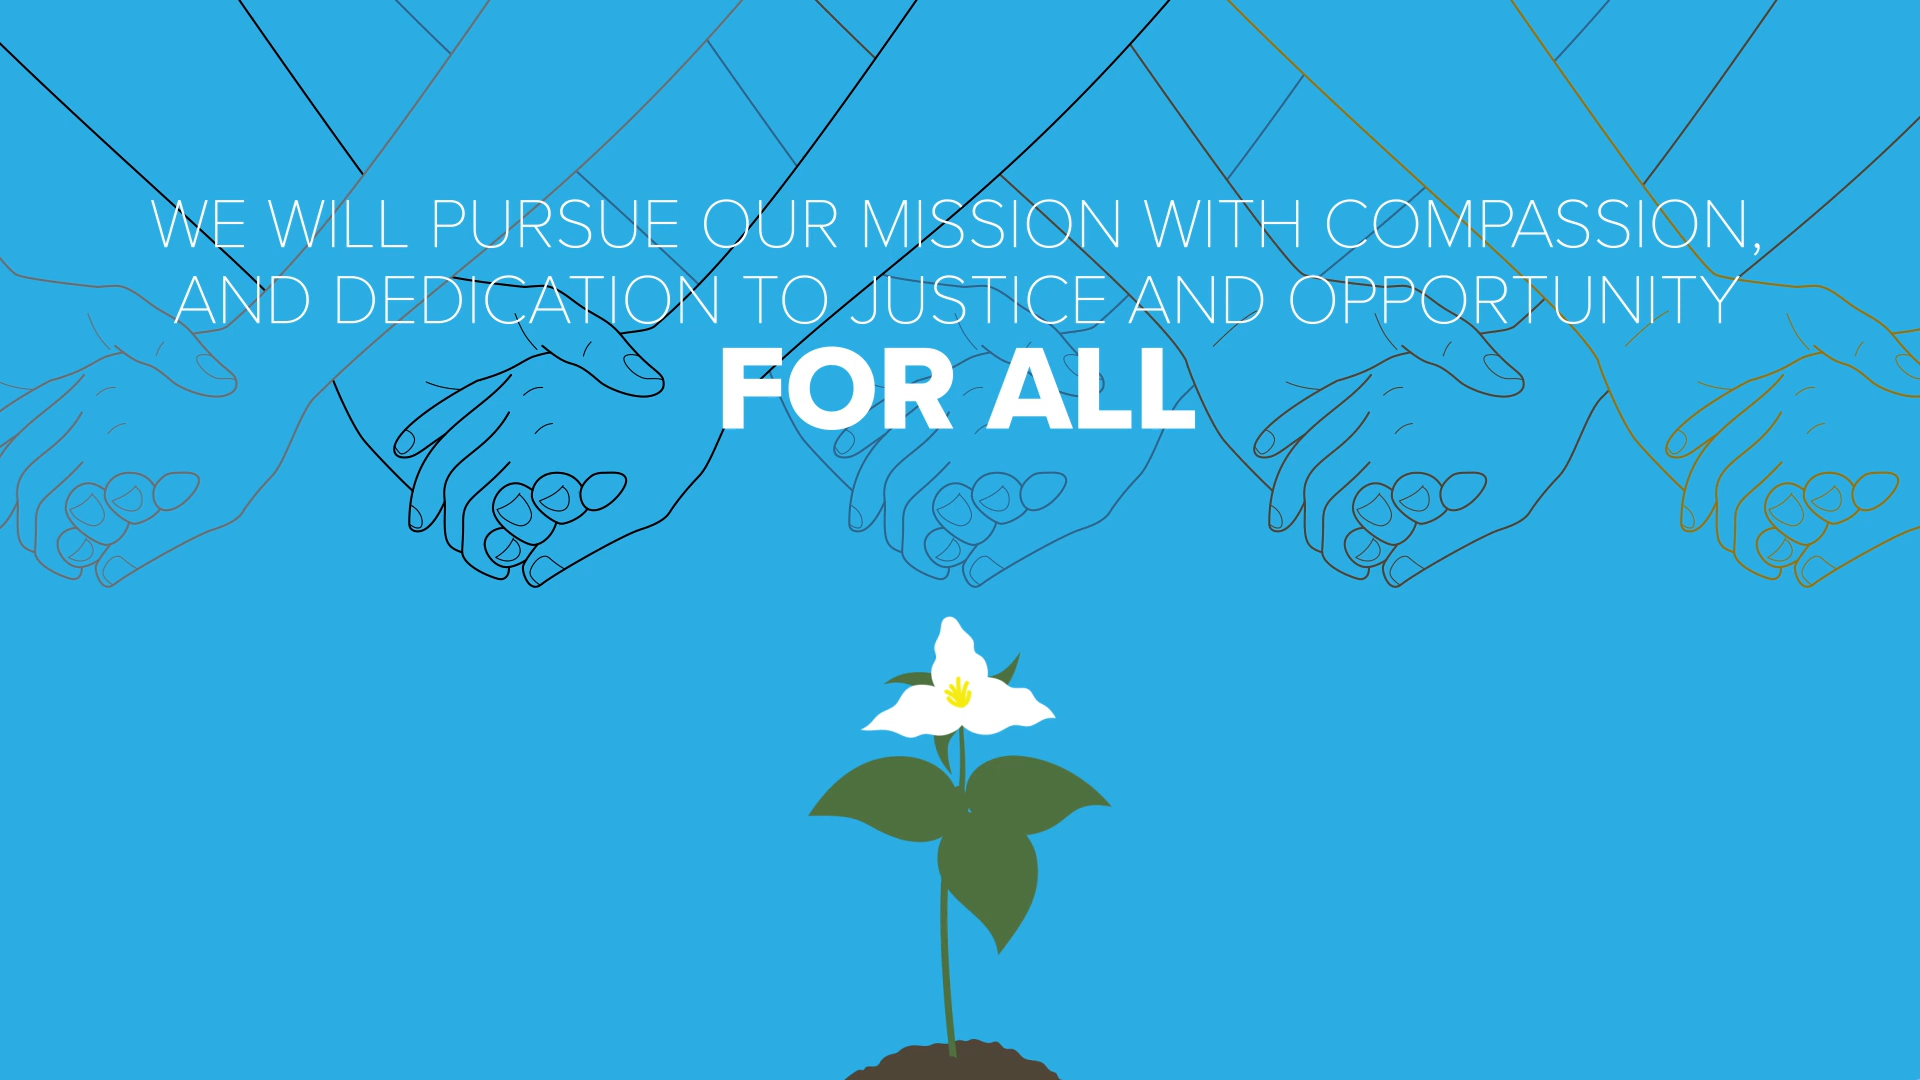 WE WILL PURSUE OUR MISSION WITH COMPASSION,
AND DEDICATION TO JUSTICE AND OPPORTUNITY
FOR ALL